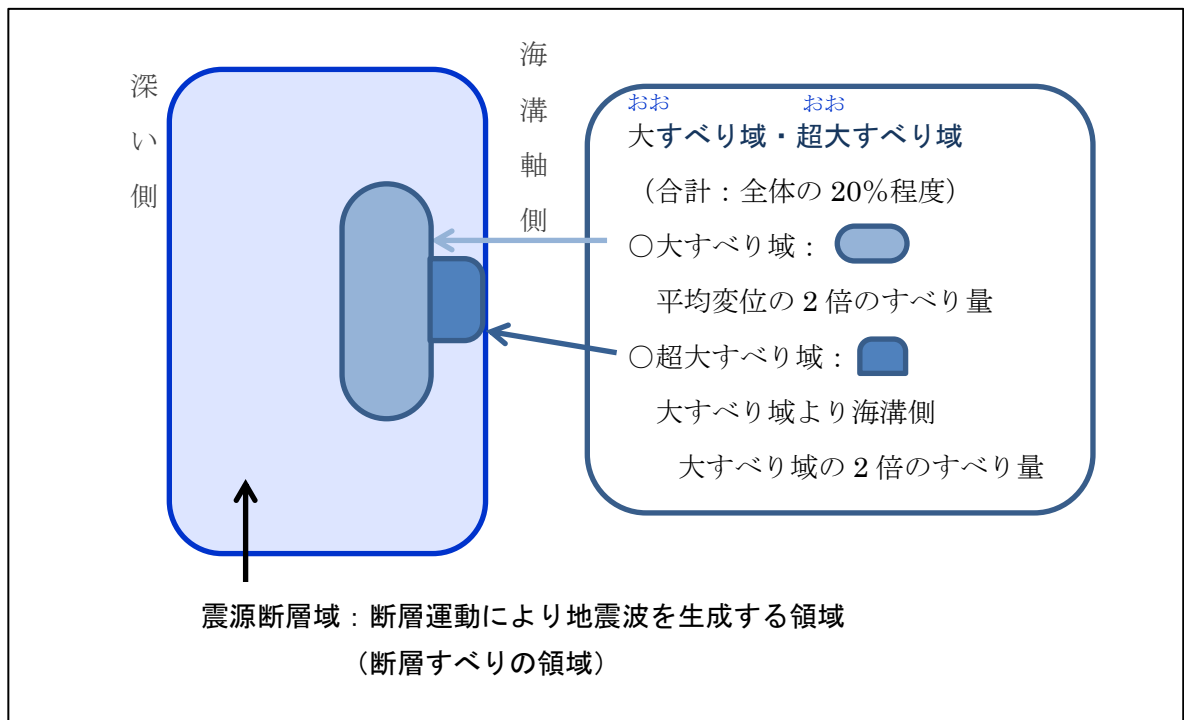 深い側
海溝軸側
おお おお
大すべり域・超大すべり域
（合計：全体の 20％程度）
○大すべり域：
平均変位の 2 倍のすべり量
○超大すべり域：
大すべり域より海溝側
大すべり域の 2 倍のすべり量
震源断層域：断層運動により地震波を生成する領域
（断層すべりの領域）